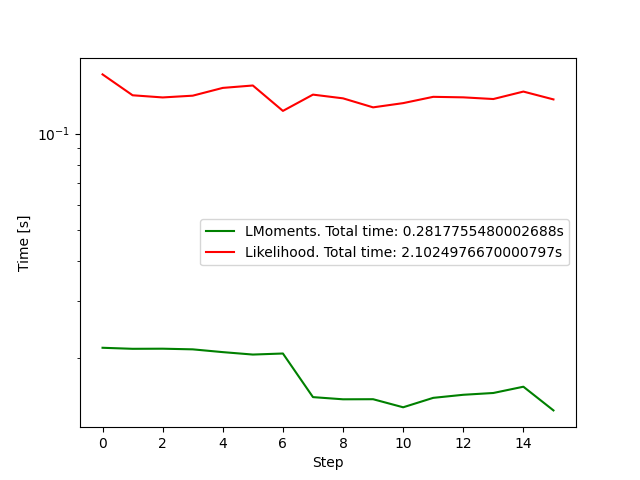 10⁻¹
Time [s]
LMoments. Total time: 0.2817755480002688s
Likelihood. Total time: 2.1024976670000797s
0 2 4 6 8 10 12 14
Step